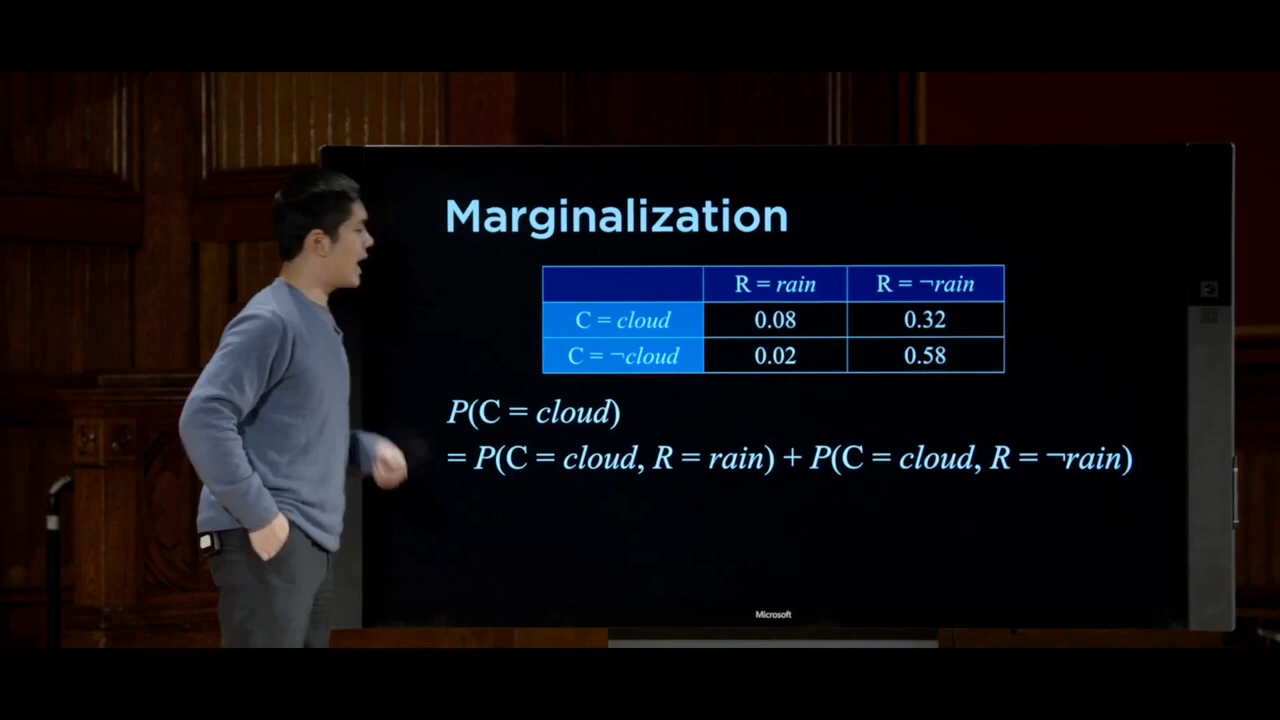 Marginalization
R = rain R = ¬rain
C = cloud 0.08 0.32
C = ¬cloud 0.02 0.58
P(C = cloud)
= P(C = cloud, R = rain) + P(C = cloud, R = ¬rain)
Microsoft